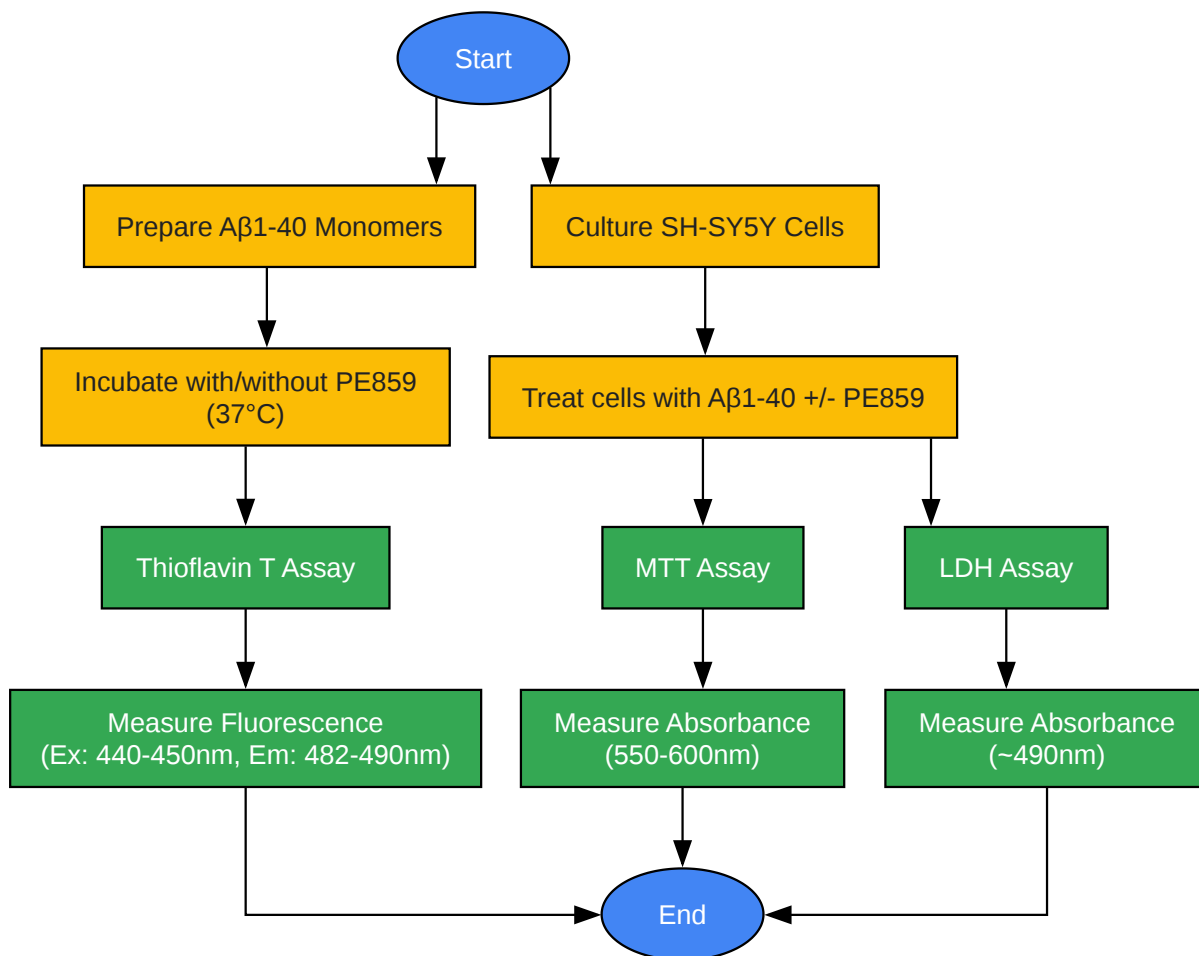 Start
Prepare Aβ1-40 Monomers
Culture SH-SY5Y Cells
Incubate with/without PE859
(37°C)
Treat cells with Aβ1-40 +/- PE859
Thioflavin T Assay
MTT Assay
LDH Assay
Measure Fluorescence
(Ex: 440-450nm, Em: 482-490nm)
Measure Absorbance
(550-600nm)
Measure Absorbance
(~490nm)
End